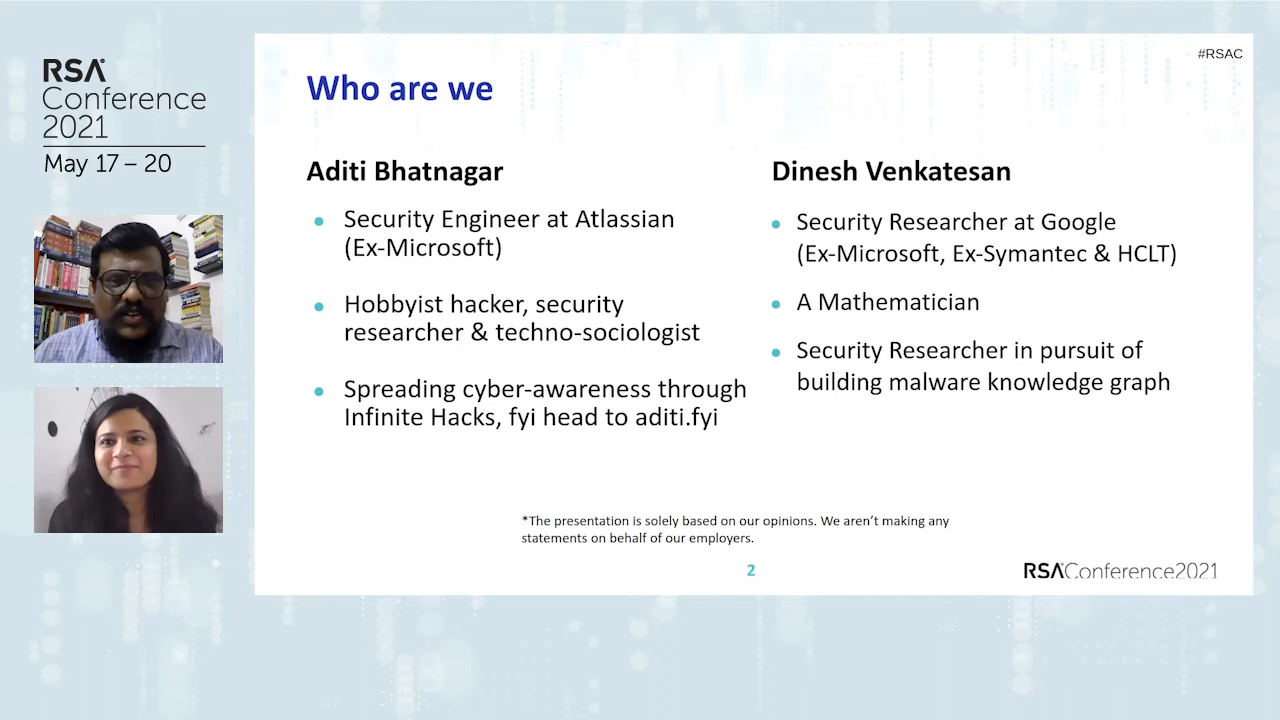 RSA
Conference
2021
May 17 – 20
#RSAC
Who are we
Aditi Bhatnagar
Security Engineer at Atlassian
(Ex-Microsoft)
Hobbyist hacker, security
researcher & techno-sociologist
Spreading cyber-awareness through
Infinite Hacks, fyi head to aditi.fyi
Dinesh Venkatesan
Security Researcher at Google
(Ex-Microsoft, Ex-Symantec & HCLT)
A Mathematician
Security Researcher in pursuit of
building malware knowledge graph
*The presentation is solely based on our opinions. We aren't making any
statements on behalf of our employers.
2
RSAConference2021